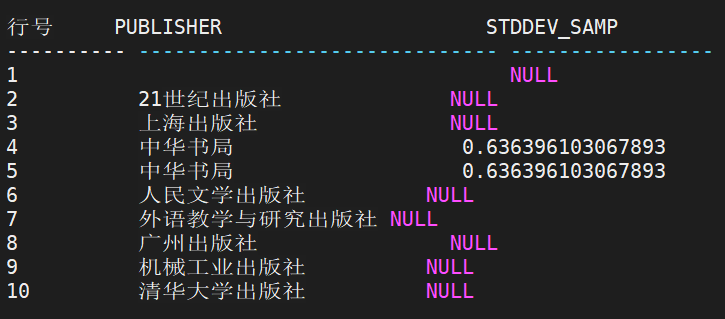 行号 PUBLISHER STDDEV_SAMP
---------- ------------------------------ -----------------
1 NULL
2 21世纪出版社 NULL
3 上海出版社 NULL
4 中华书局 0.636396103067893
5 中华书局 0.636396103067893
6 人民文学出版社 NULL
7 外语教学与研究出版社 NULL
8 广州出版社 NULL
9 机械工业出版社 NULL
10 清华大学出版社 NULL